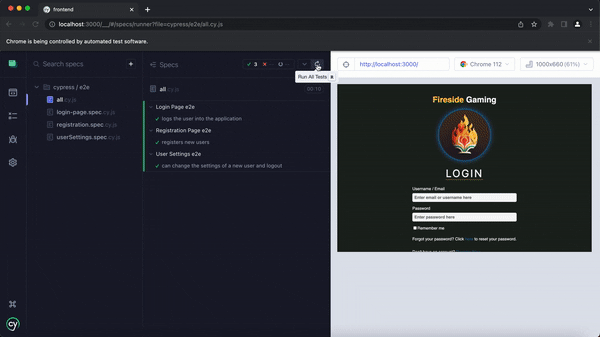 frontend
localhost:3000/__/#/specs/runner?file=cypress/e2e/all.cy.js
Chrome is being controlled by automated test software.
Search specs
+
cypress / e2e
all.cy.js
login-page.spec.cy.js
registration.spec.cy.js
userSettings.spec.cy.js
Specs
✓ 3 ✕ --
Run All Tests R
all.cy.js 00:10
Login Page e2e
logs the user into the application
Registration Page e2e
registers new users
User Settings e2e
can change the settings of a new user and logout
http://localhost:3000/
Chrome 112
1000x660 (61%)
Fireside Gaming
LOGIN
Username / Email
Enter email or username here
Password
Enter password here
Remember me
Forgot your password? Click here to reset your password.
cy